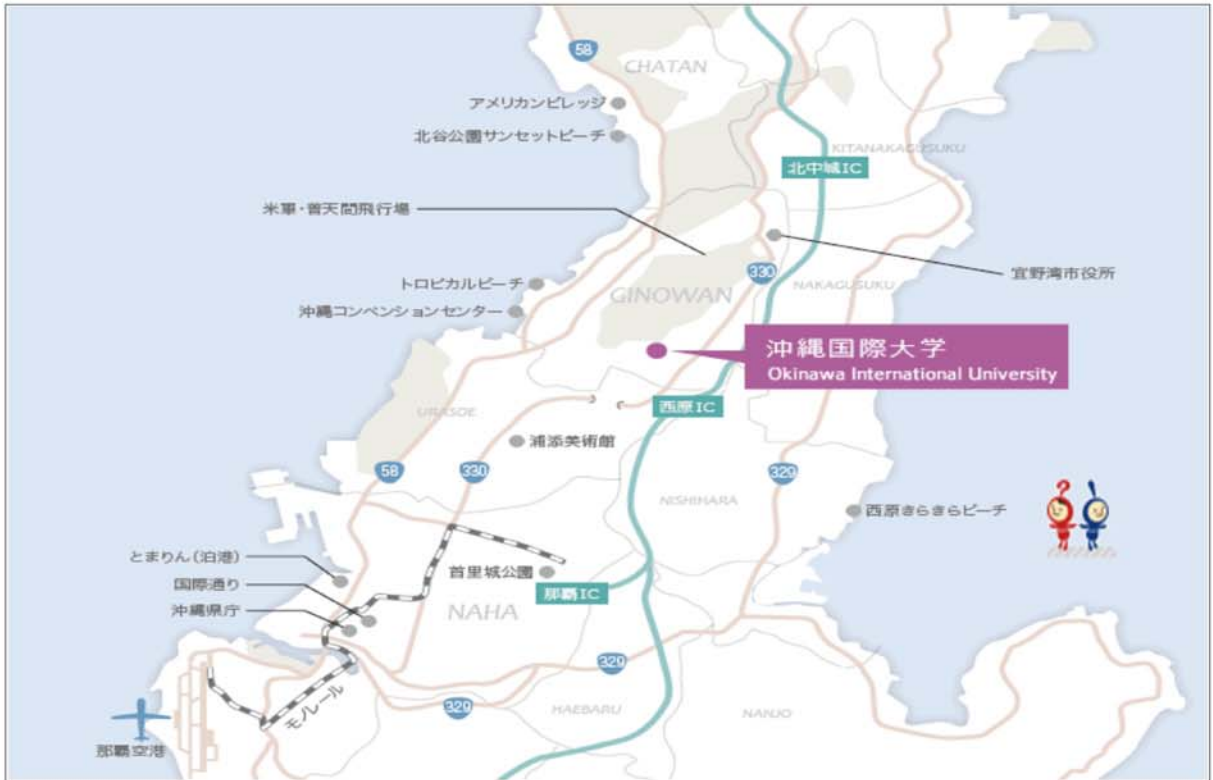 58
CHATAN
アメリカンビレッジ
北谷公園サンセットビーチ
KITANAKAGUSUKU
北中城IC
米軍・普天間飛行場
宜野湾市役所
330
トロピカルビーチ
GINOWAN
NAKAGUSUKU
沖縄コンベンションセンター
沖縄国際大学
Okinawa International University
西原IC
URASOE
浦添美術館
58
330
329
NISHIHARA
西原きらきらビーチ
とまりん(泊港)
国際通り
首里城公園
那覇IC
沖縄県庁
NAHA
329
モノレール
329
HAEBARU
NANJO
那覇空港